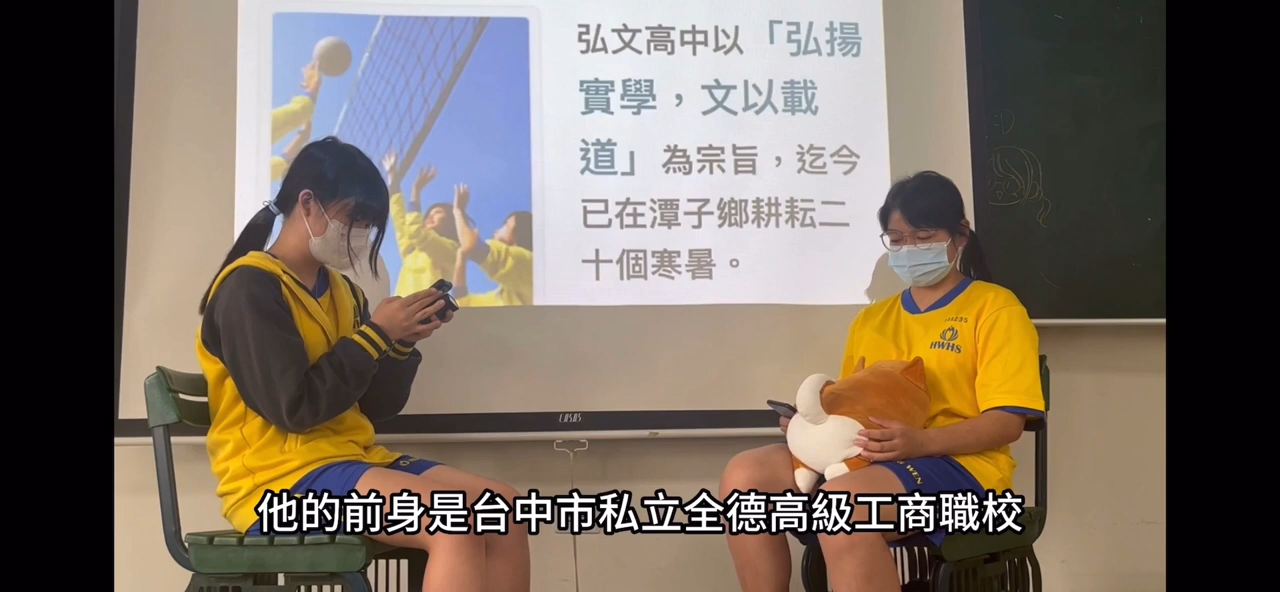 弘文高中以「弘揚
實學，文以載
道」為宗旨，迄今
已在潭子鄉耕耘二
十個寒暑。
HWHS
WEN
他的前身是台中市私立全德高級工商職校